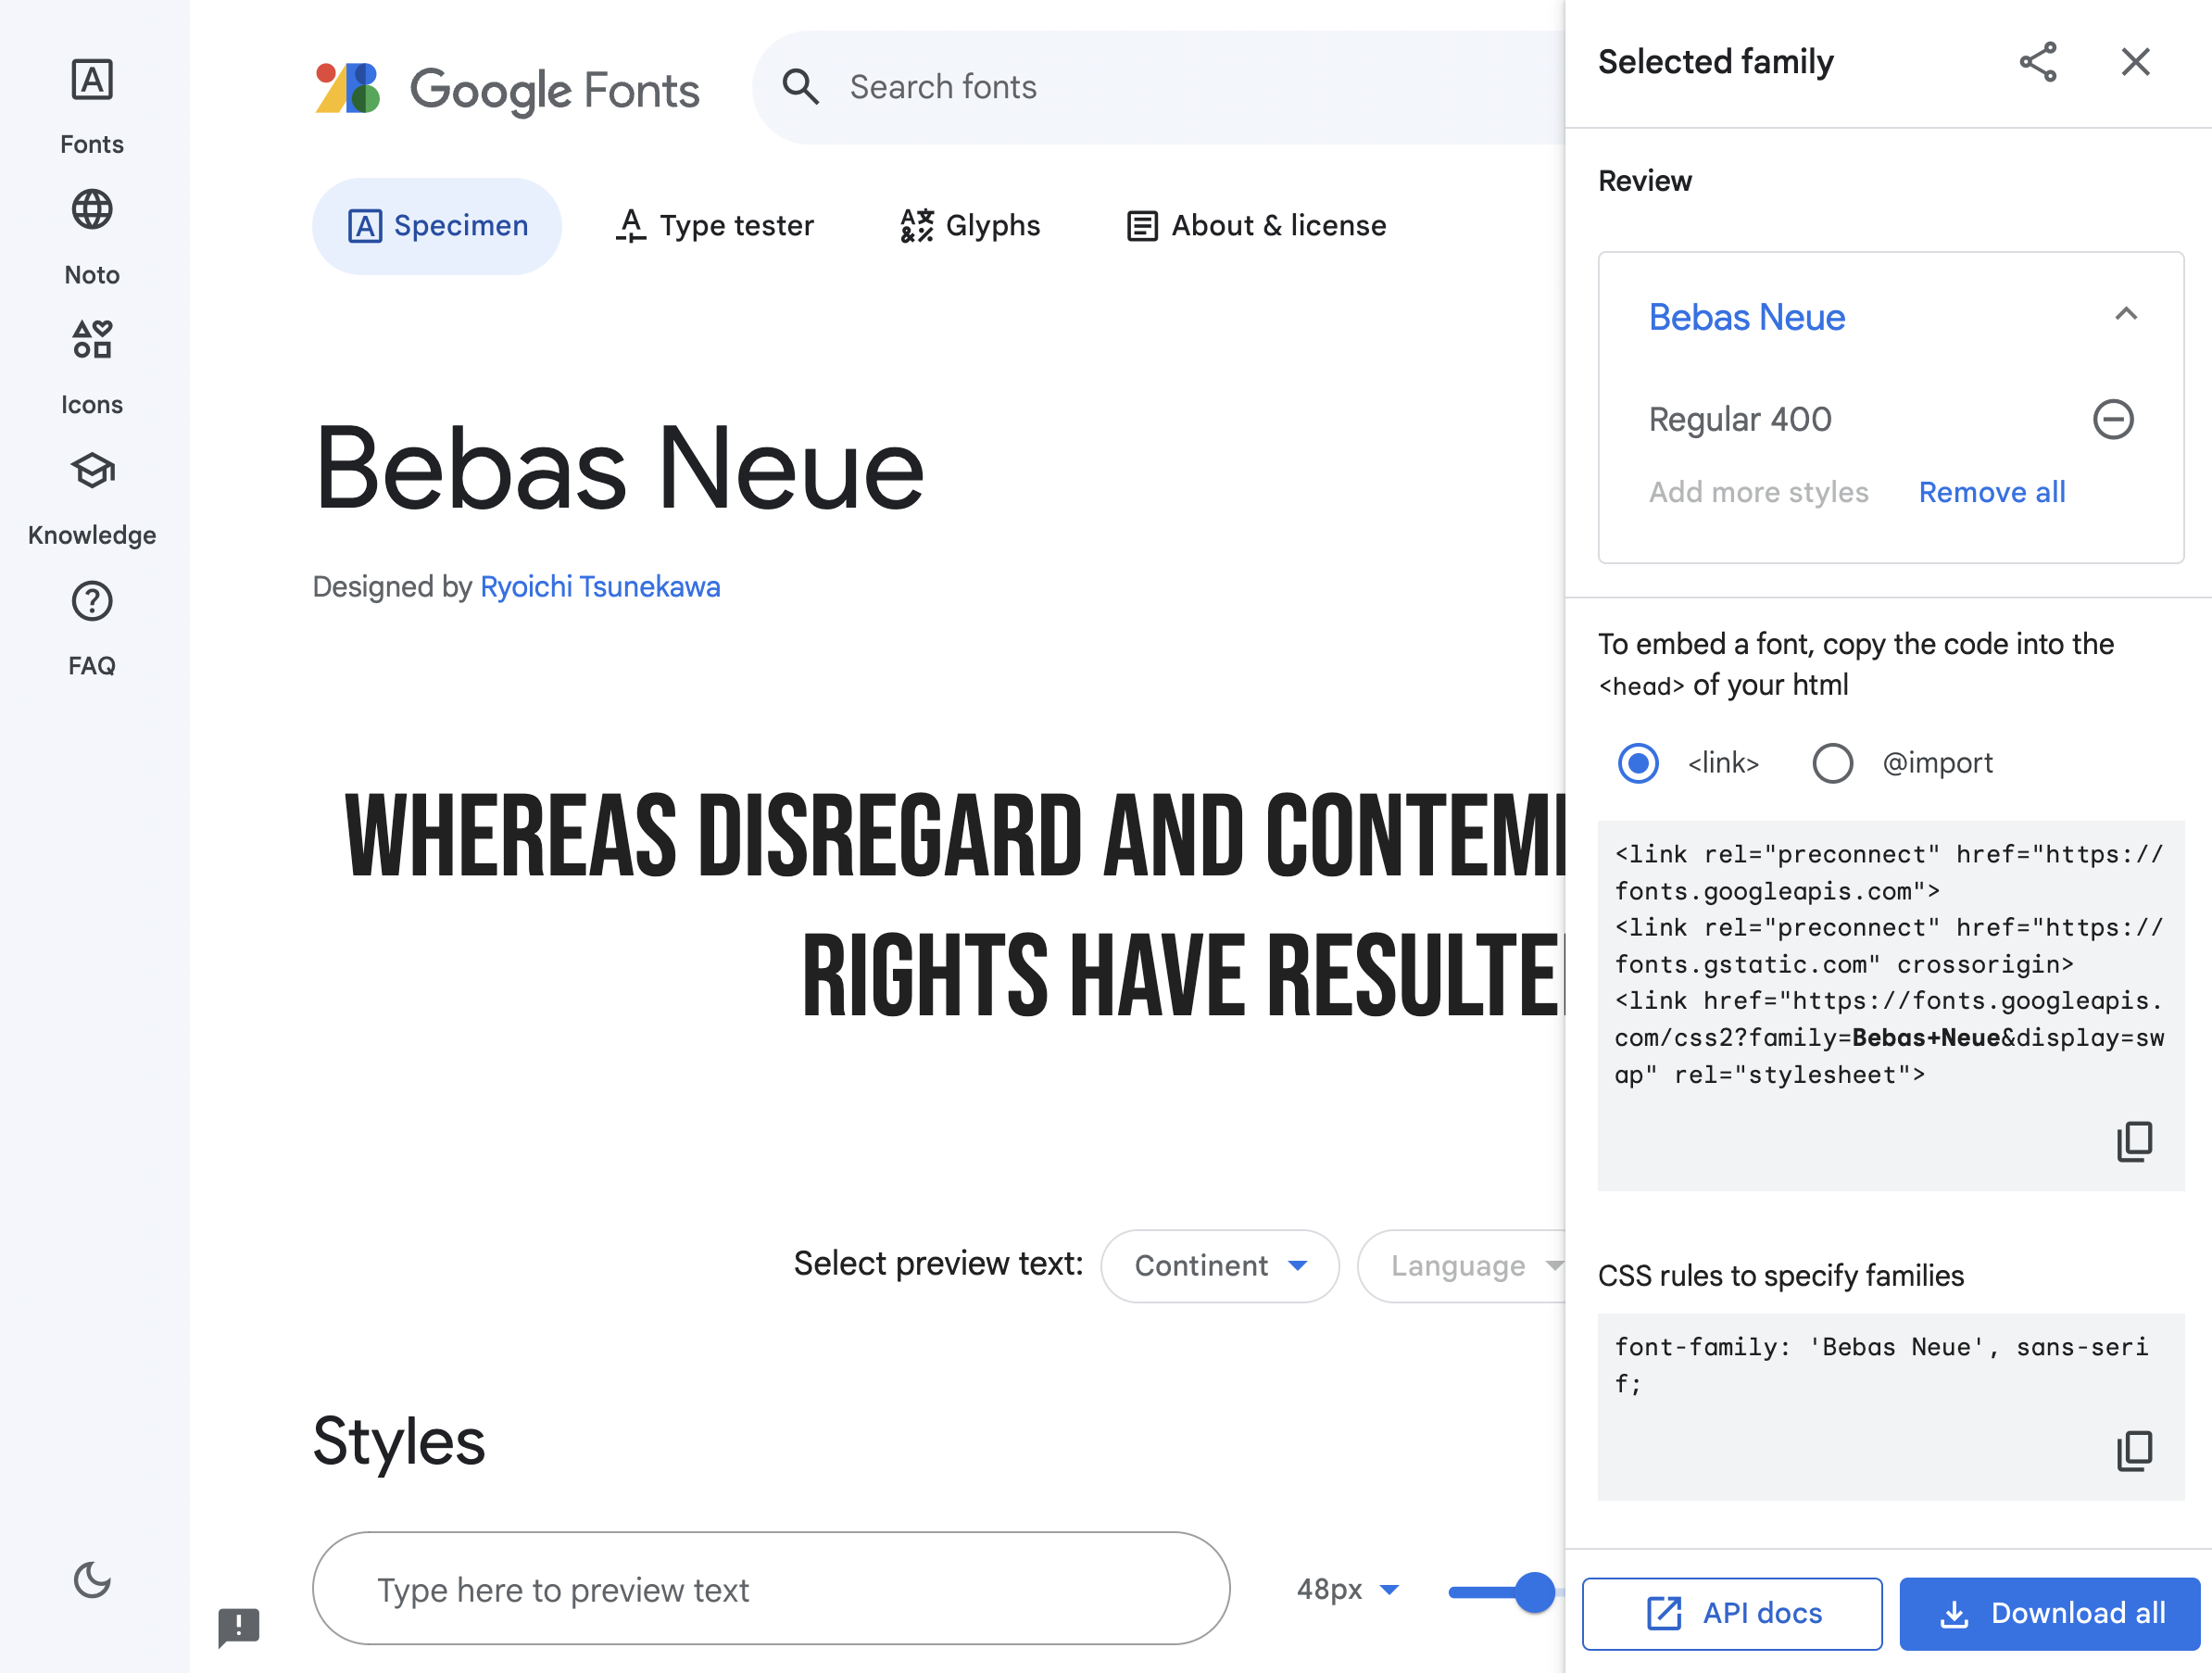 Fonts
Noto
Icons
Knowledge
FAQ
Google Fonts
Search fonts
Specimen
Type tester
Glyphs
About & license
Bebas Neue
Designed by Ryoichi Tsunekawa
WHEREAS DISREGARD AND CONTEM
RIGHTS HAVE RESULTE
Select preview text:
Continent
Language
Styles
Type here to preview text
48px
Selected family
Review
Bebas Neue
Regular 400
Add more styles
Remove all
To embed a font, copy the code into the
<head> of your html
<link>
@import
<link rel="preconnect" href="https://
fonts.googleapis.com">
<link rel="preconnect" href="https://
fonts.gstatic.com" crossorigin>
<link href="https://fonts.googleapis.
com/css2?family=Bebas+Neue&display=sw
ap" rel="stylesheet">
CSS rules to specify families
font-family: 'Bebas Neue', sans-seri
f;
API docs
Download all